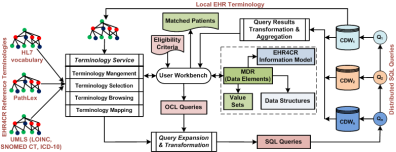 Local EHR Terminology
EHR4CR Reference Terminologies
HL7
vocabulary
PathLex
UMLS (LOINC,
SNOMED CT, ICD-10)
Terminology Service
Terminology Mangement
Terminology Selection
Terminology Browsing
Terminology Mapping
Eligibility
Criteria
Matched Patients
User Workbench
OCL Queries
Query Expansion
& Transformation
SQL Queries
Query Results
Transformation &
Aggregation
EHR4CR
Information Model
MDR
(Data Elements)
Value
Sets
Data Structures
CDW₁
CDW₂
CDW₃
Q₁
Q₂
Q₃
Distributed SQL Queries